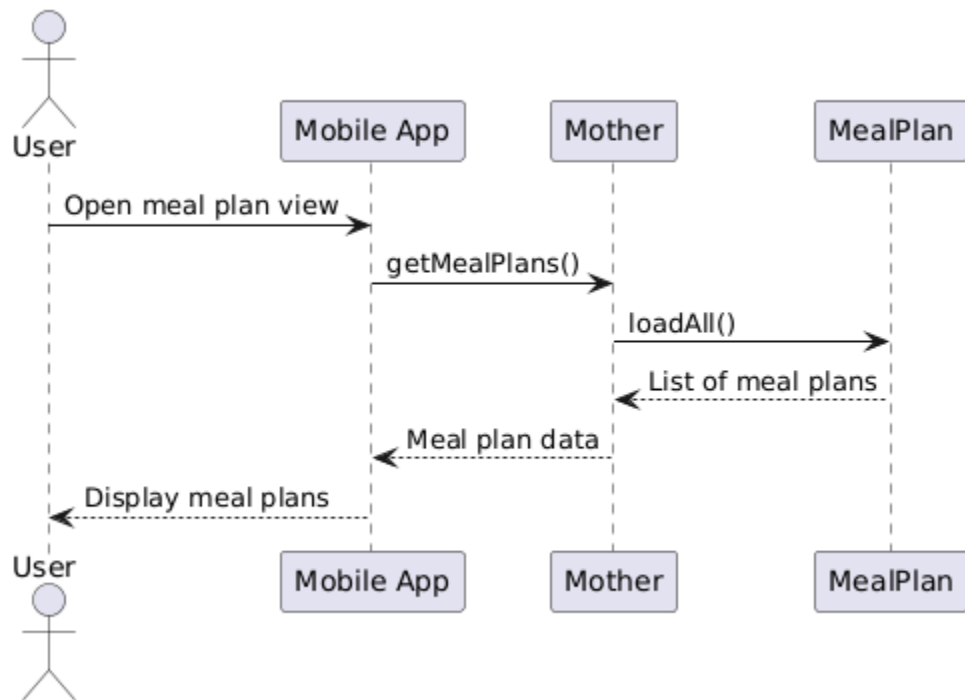 User
Mobile App
Mother
MealPlan
Open meal plan view
getMealPlans()
loadAll()
List of meal plans
Meal plan data
Display meal plans
User
Mobile App
Mother
MealPlan